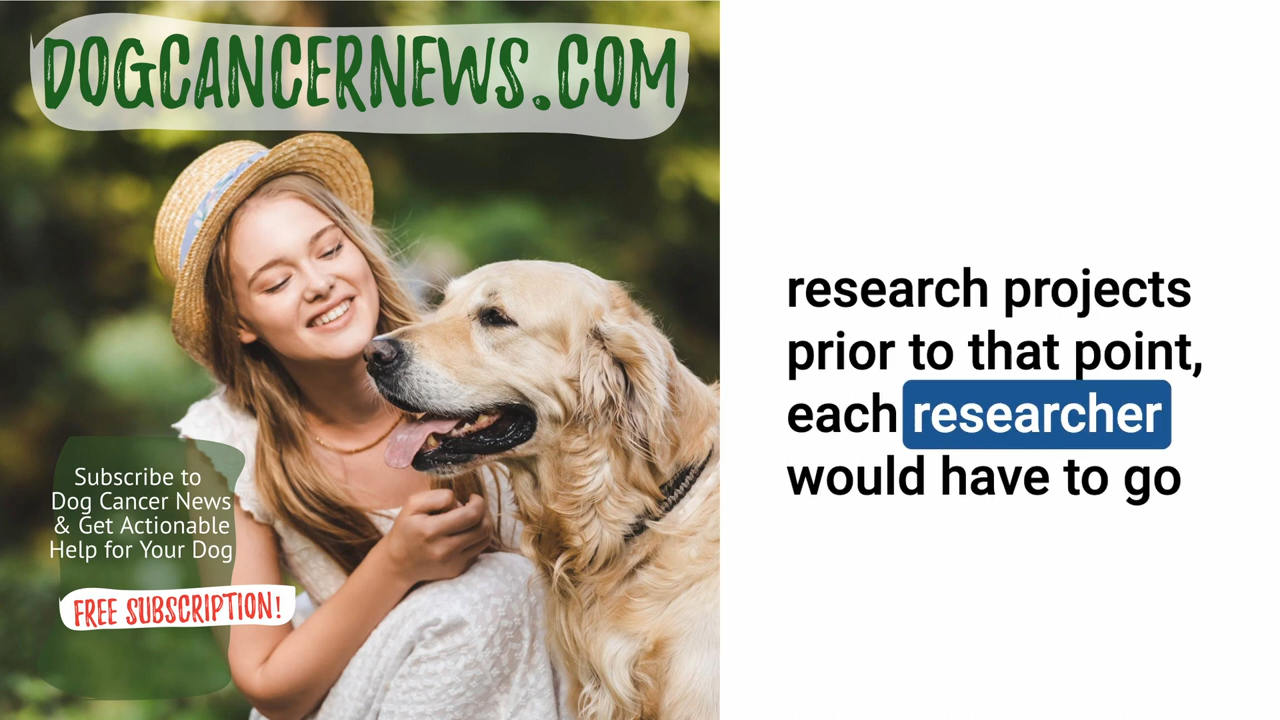 DOGCANCERNEWS.COM
Subscribe to
Dog Cancer News
& Get Actionable
Help for Your Dog
FREE SUBSCRIPTION!
research projects
prior to that point,
each researcher
would have to go